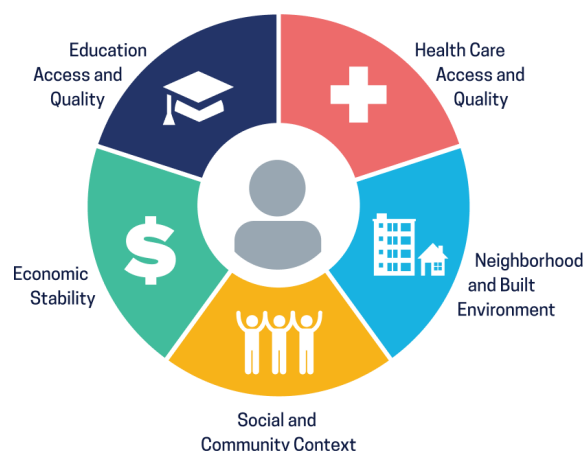 Education
Access and
Quality
Health Care
Access and
Quality
Economic
Stability
$
Neighborhood
and Built
Environment
Social and
Community Context